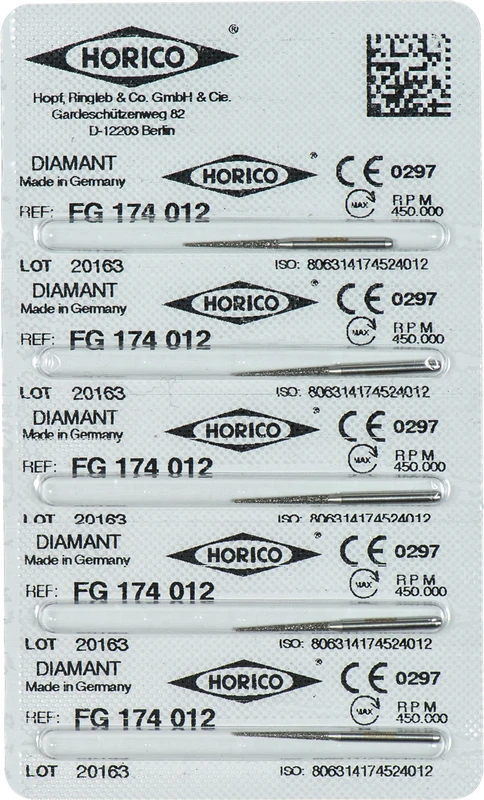 HORICO ®
Hopf, Ringleb & Co. GmbH & Cie.
Gardeschützenweg 82
D-12203 Berlin
DIAMANT HORICO ® CE 0297
Made in Germany
REF: FG 174 012 MAX RPM 450.000
LOT 20163 ISO: 806314174524012
DIAMANT HORICO ® CE 0297
Made in Germany
REF: FG 174 012 MAX RPM 450.000
LOT 20163 ISO: 806314174524012
DIAMANT HORICO ® CE 0297
Made in Germany
REF: FG 174 012 MAX RPM 450.000
LOT 20163 ISO: 806314174524012
DIAMANT HORICO ® CE 0297
Made in Germany
REF: FG 174 012 MAX RPM 450.000
LOT 20163 ISO: 806314174524012
DIAMANT HORICO ® CE 0297
Made in Germany
REF: FG 174 012 MAX RPM 450.000
LOT 20163 ISO: 806314174524012